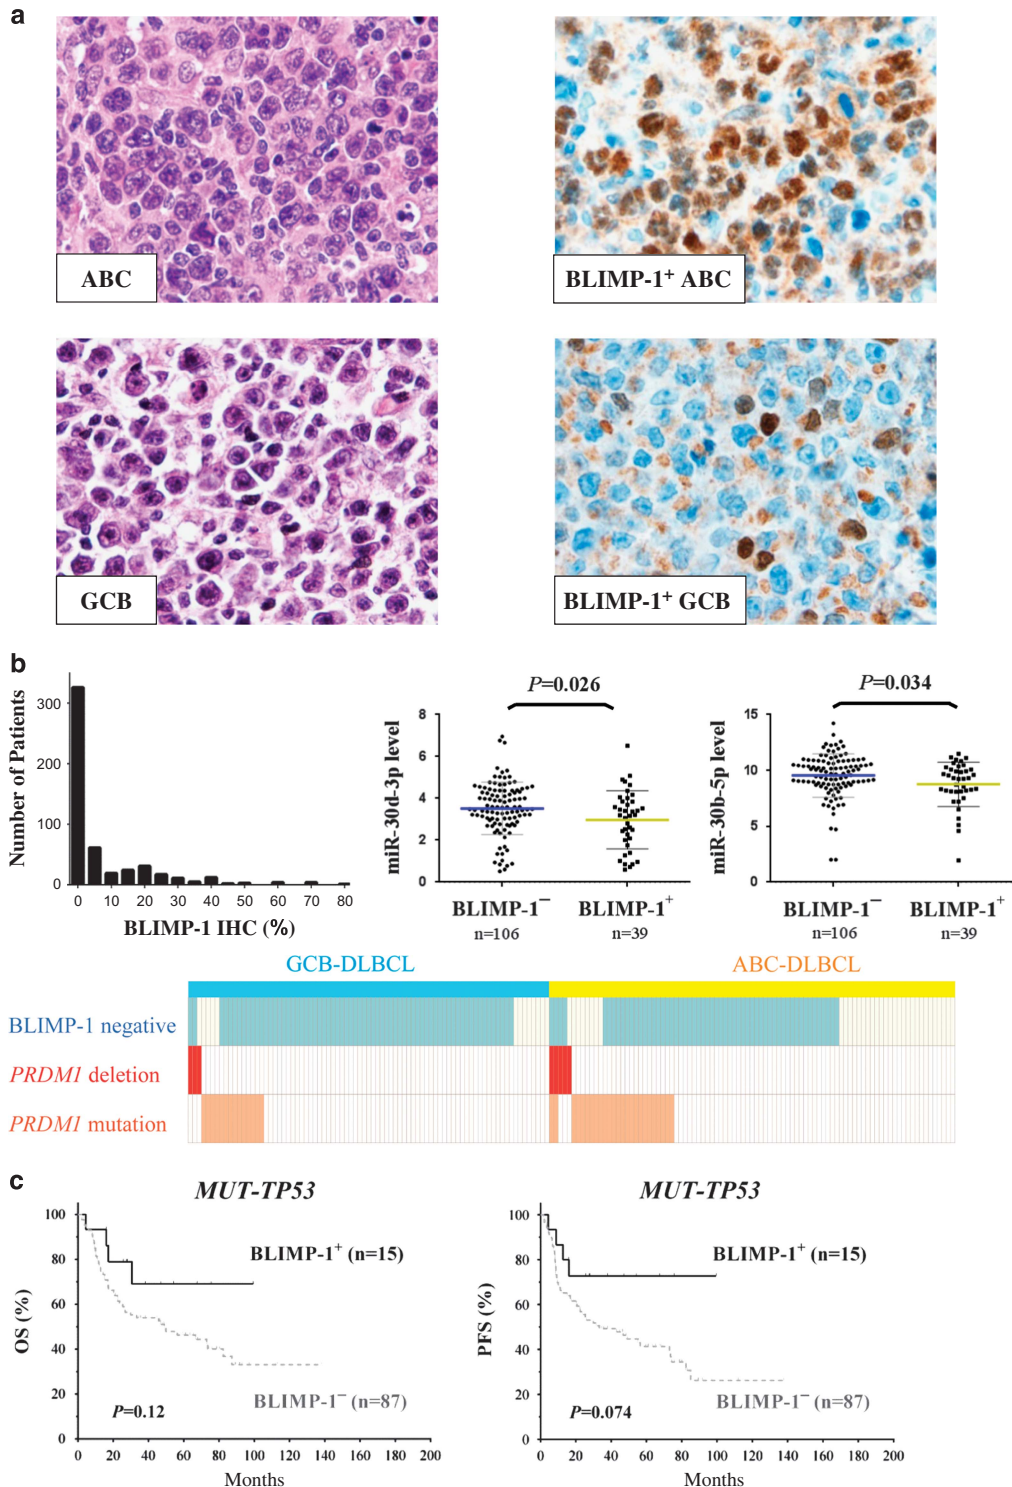 a
ABC
BLIMP-1+ ABC
GCB
BLIMP-1+ GCB
b
Number of Patients
300
200
100
0
0 10 20 30 40 50 60 70 80
BLIMP-1 IHC (%)
P=0.026
miR-30d-3p level
8
6
4
2
0
BLIMP-1− BLIMP-1+
n=106 n=39
P=0.034
miR-30b-5p level
15
10
5
0
BLIMP-1− BLIMP-1+
n=106 n=39
GCB-DLBCL ABC-DLBCL
BLIMP-1 negative
PRDM1 deletion
PRDM1 mutation
c
MUT-TP53
OS (%)
100
80
60
40
20
0
BLIMP-1+ (n=15)
BLIMP-1− (n=87)
P=0.12
0 20 40 60 80 100 120 140 160 180 200
Months
MUT-TP53
PFS (%)
100
80
60
40
20
0
BLIMP-1+ (n=15)
BLIMP-1− (n=87)
P=0.074
0 20 40 60 80 100 120 140 160 180 200
Months